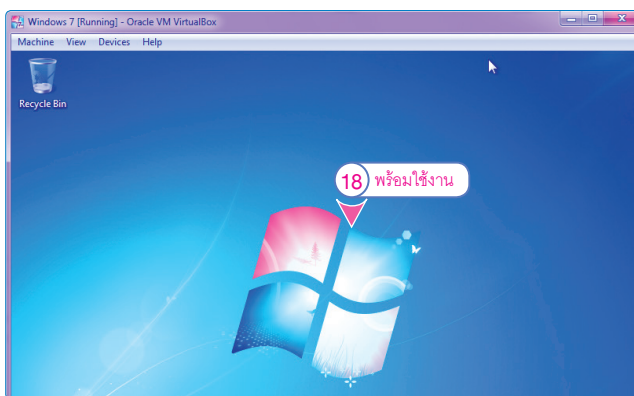 Windows 7 [Running] - Oracle VM VirtualBox
Machine View Devices Help
Recycle Bin
18 พร้อมใช้งาน